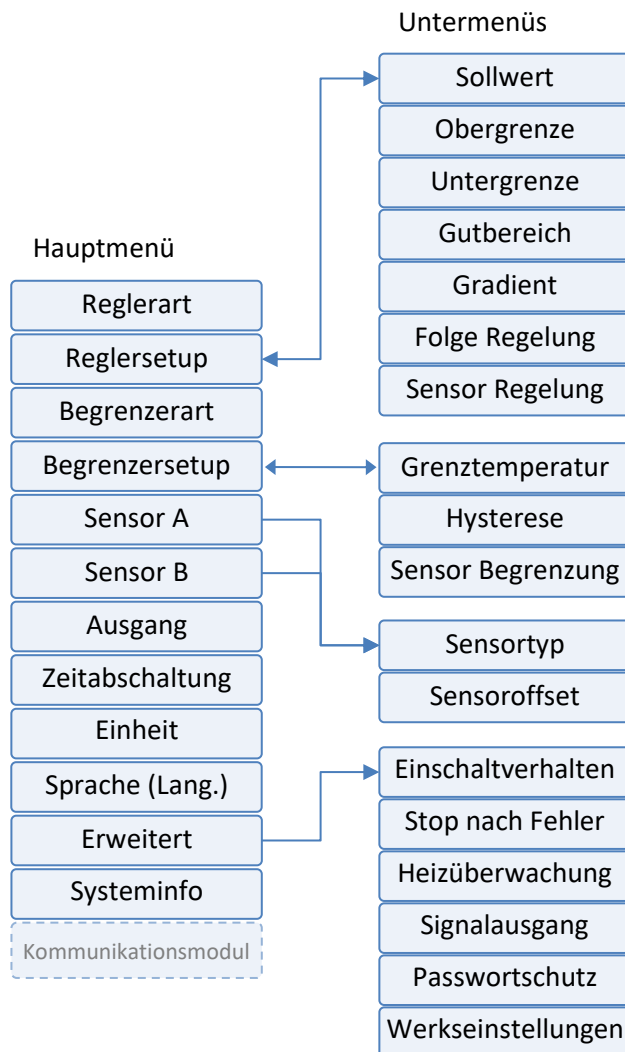 Hauptmenü
Reglerart
Reglersetup
Begrenzerart
Begrenzersetup
Sensor A
Sensor B
Ausgang
Zeitabschaltung
Einheit
Sprache (Lang.)
Erweitert
Systeminfo
Kommunikationsmodul
Untermenüs
Sollwert
Obergrenze
Untergrenze
Gutbereich
Gradient
Folge Regelung
Sensor Regelung
Grenztemperatur
Hysterese
Sensor Begrenzung
Sensortyp
Sensoroffset
Einschaltverhalten
Stop nach Fehler
Heizüberwachung
Signalausgang
Passwortschutz
Werkseinstellungen